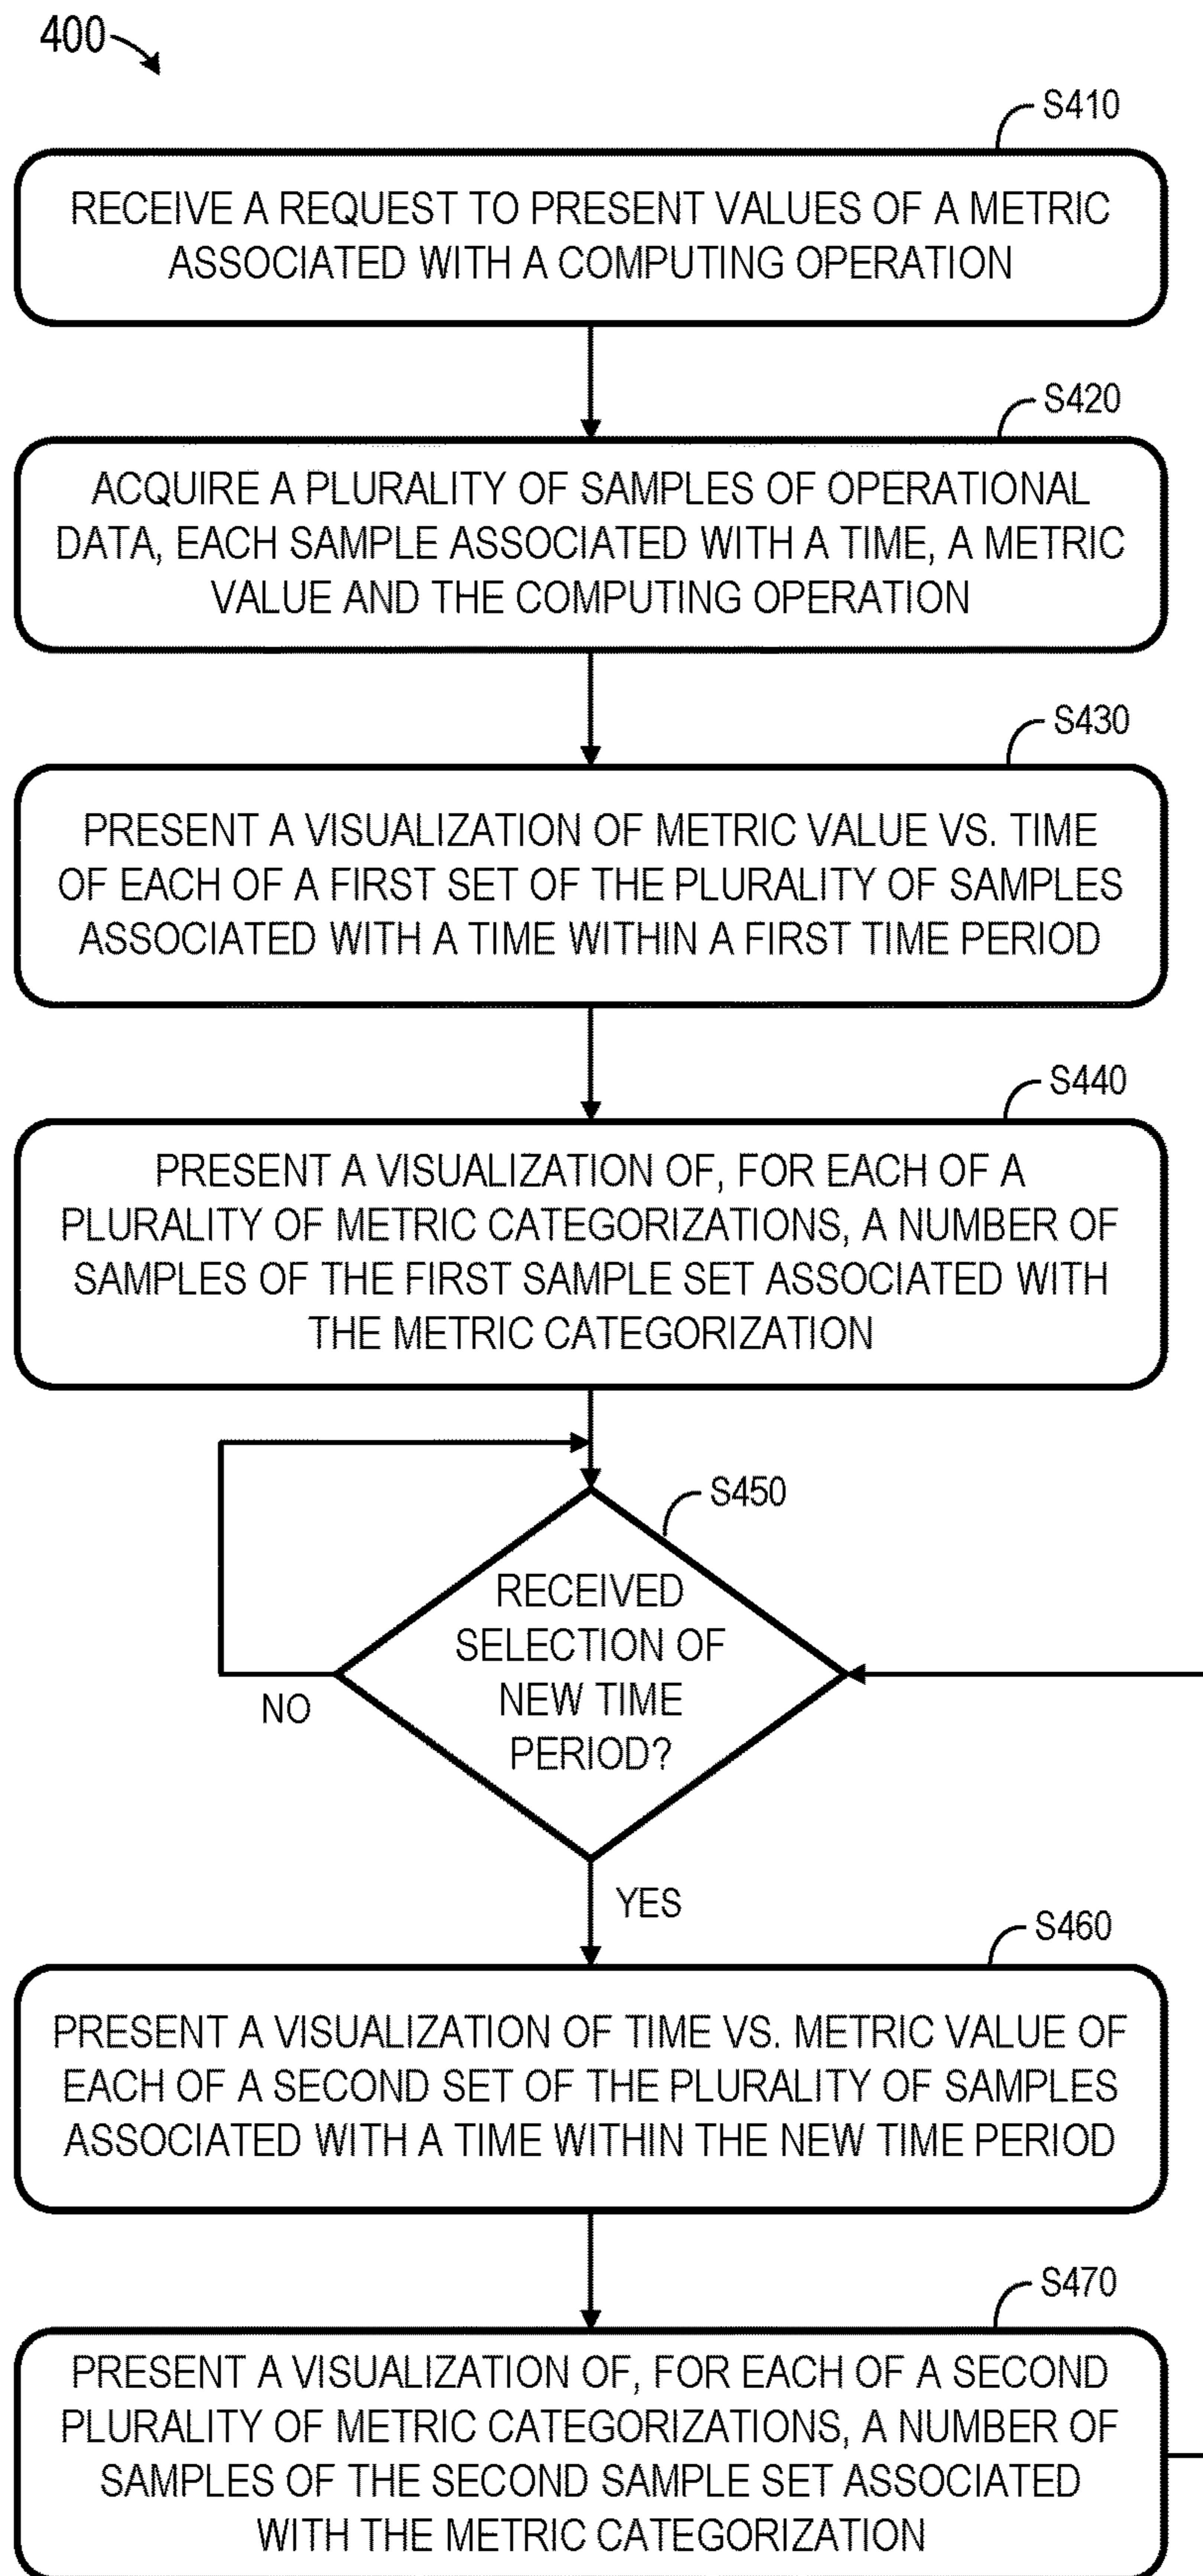 400
S410
RECEIVE A REQUEST TO PRESENT VALUES OF A METRIC
ASSOCIATED WITH A COMPUTING OPERATION
S420
ACQUIRE A PLURALITY OF SAMPLES OF OPERATIONAL
DATA, EACH SAMPLE ASSOCIATED WITH A TIME, A METRIC
VALUE AND THE COMPUTING OPERATION
S430
PRESENT A VISUALIZATION OF METRIC VALUE VS. TIME
OF EACH OF A FIRST SET OF THE PLURALITY OF SAMPLES
ASSOCIATED WITH A TIME WITHIN A FIRST TIME PERIOD
S440
PRESENT A VISUALIZATION OF, FOR EACH OF A
PLURALITY OF METRIC CATEGORIZATIONS, A NUMBER OF
SAMPLES OF THE FIRST SAMPLE SET ASSOCIATED WITH
THE METRIC CATEGORIZATION
S450
RECEIVED
SELECTION OF
NEW TIME
PERIOD?
NO
YES
S460
PRESENT A VISUALIZATION OF TIME VS. METRIC VALUE OF
EACH OF A SECOND SET OF THE PLURALITY OF SAMPLES
ASSOCIATED WITH A TIME WITHIN THE NEW TIME PERIOD
S470
PRESENT A VISUALIZATION OF, FOR EACH OF A SECOND
PLURALITY OF METRIC CATEGORIZATIONS, A NUMBER OF
SAMPLES OF THE SECOND SAMPLE SET ASSOCIATED
WITH THE METRIC CATEGORIZATION